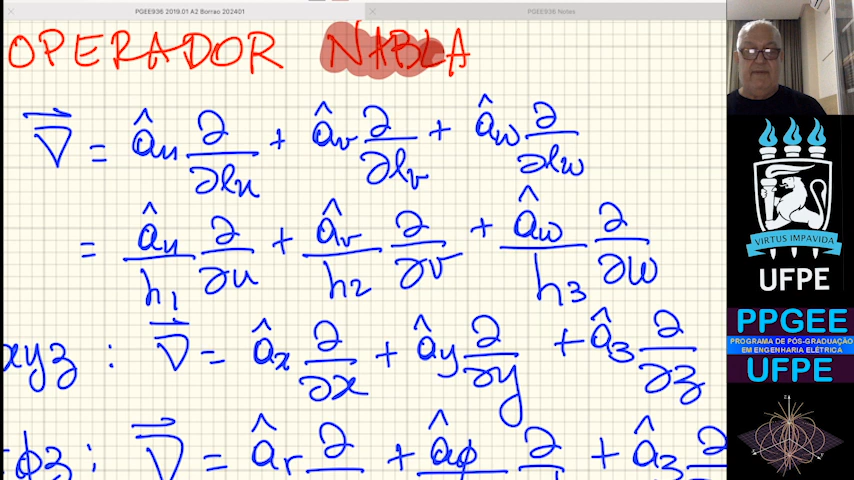 PGEE936 2019.01 A2 Borrao 202401
PGEE936 Notes
OPERADOR NABLA
∇⃗ = âu ∂/∂lu + âv ∂/∂lv + âw ∂/∂lw
= âu/h1 ∂/∂u + âv/h2 ∂/∂v + âw/h3 ∂/∂w
xyz : ∇⃗ = âx ∂/∂x + ây ∂/∂y + âz ∂/∂z
ϕz : ∇⃗ = âr ∂ + âϕ ∂ + âz ∂
VIRTUS IMPAVIDA
UFPE
PPGEE
PROGRAMA DE PÓS-GRADUAÇÃO
EM ENGENHARIA ELÉTRICA
UFPE